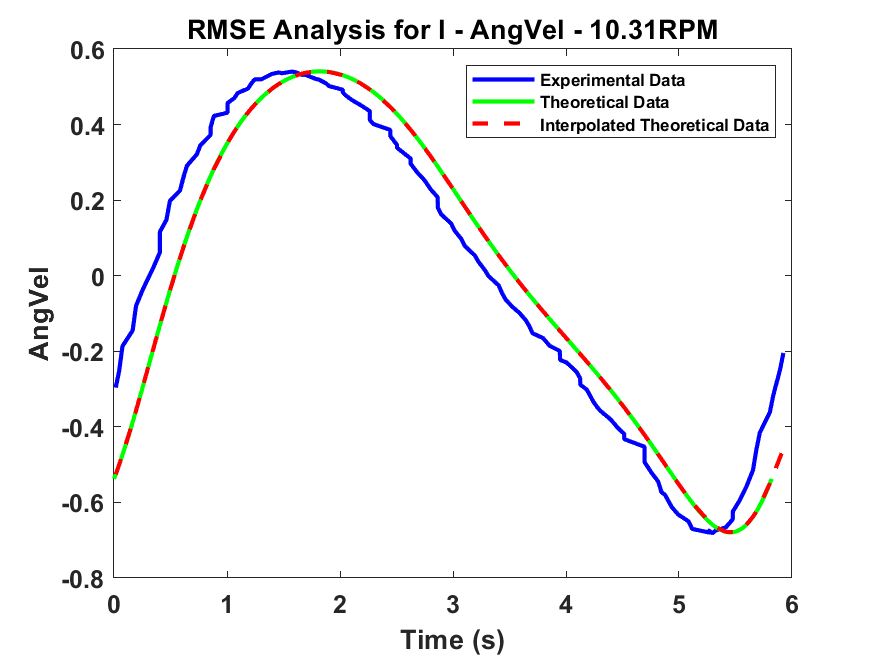 RMSE Analysis for I - AngVel - 10.31RPM
Experimental Data
Theoretical Data
Interpolated Theoretical Data
AngVel
0.6
0.4
0.2
0
-0.2
-0.4
-0.6
-0.8
0 1 2 3 4 5 6
Time (s)